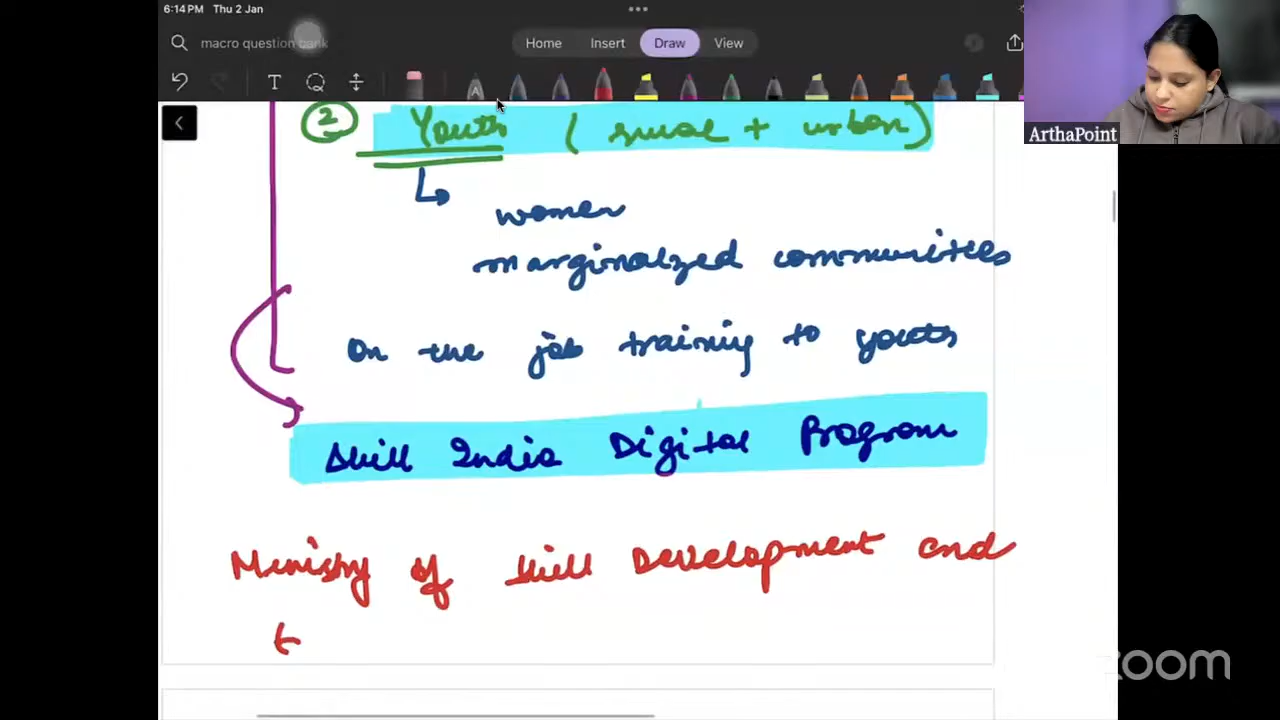 6:14 PM Thu 2 Jan
macro question bank
Home Insert Draw View
T
A
ArthaPoint
② Youth (rural + urban)
women
marginalized communities
On the job training to youth
Skill India Digital Program
Ministry of Skill Development and
t
zoom